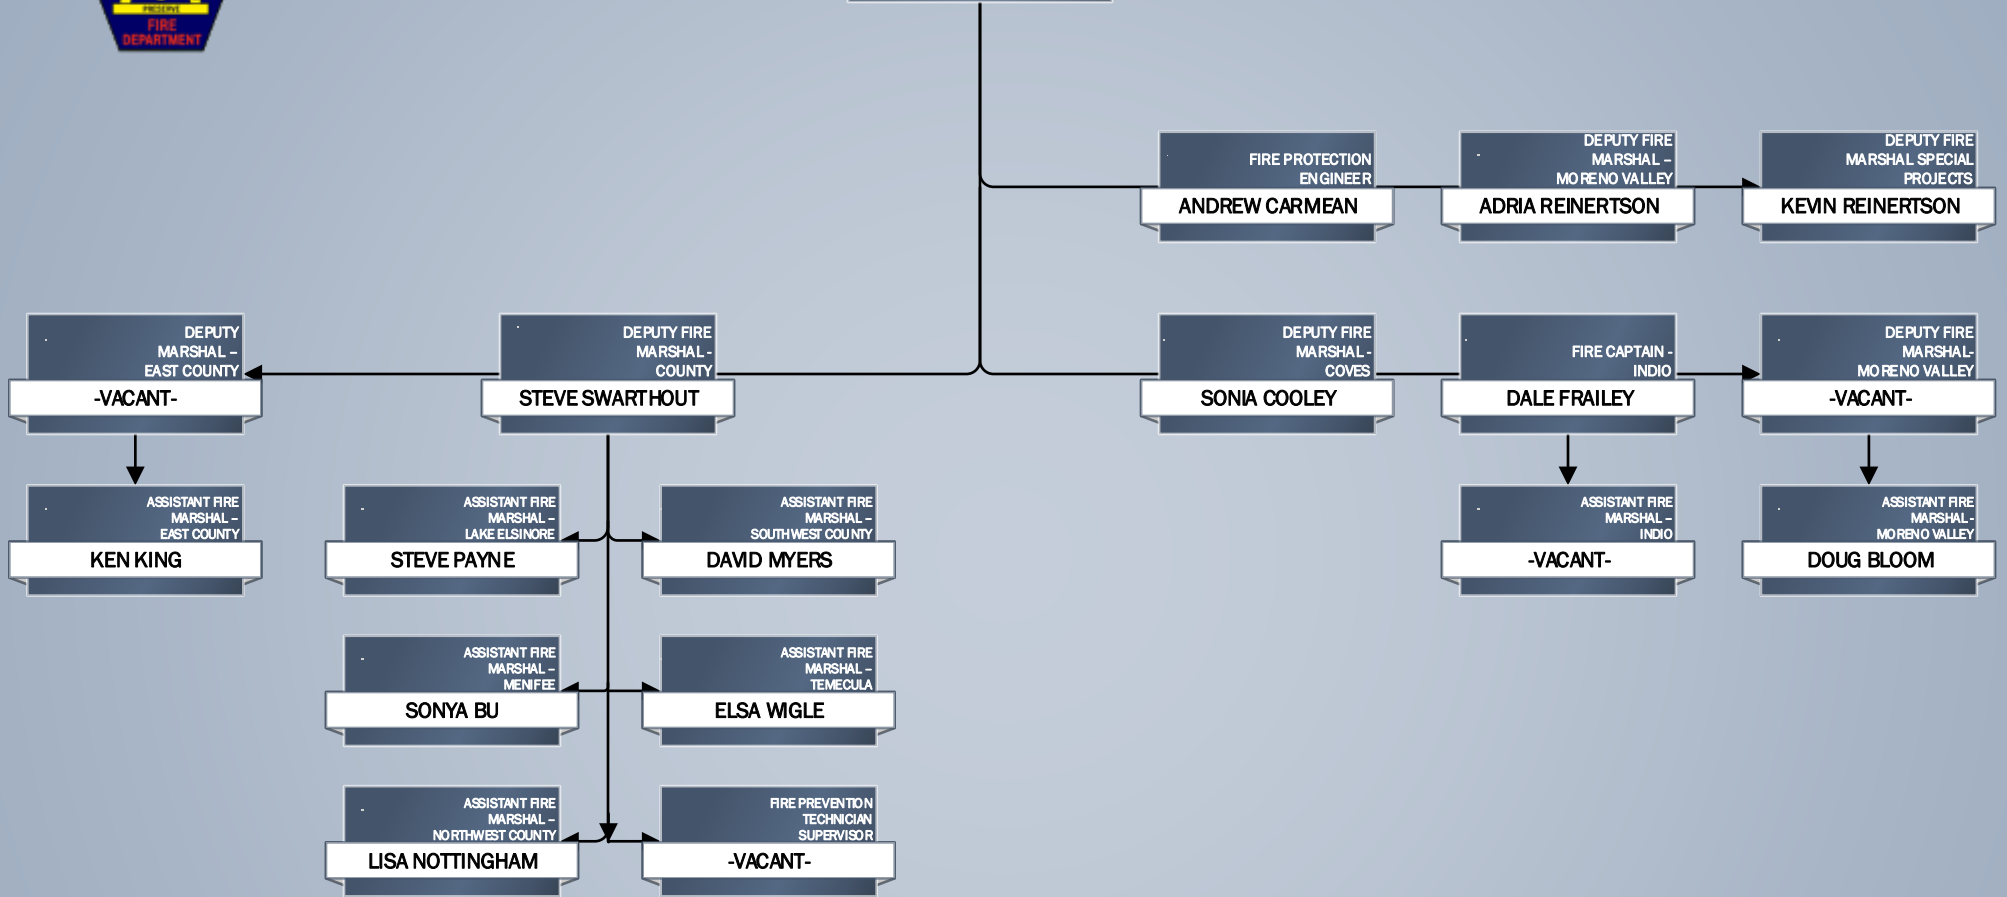 PRESERVE
FIRE
DEPARTMENT
FIRE PROTECTION
ENGINEER
ANDREW CARMEAN
DEPUTY FIRE
MARSHAL –
MORENO VALLEY
ADRIA REINERTSON
DEPUTY FIRE
MARSHAL SPECIAL
PROJECTS
KEVIN REINERTSON
DEPUTY
MARSHAL –
EAST COUNTY
-VACANT-
DEPUTY FIRE
MARSHAL -
COUNTY
STEVE SWARTHOUT
DEPUTY FIRE
MARSHAL -
COVES
SONIA COOLEY
FIRE CAPTAIN -
INDIO
DALE FRAILEY
DEPUTY FIRE
MARSHAL-
MORENO VALLEY
-VACANT-
ASSISTANT FIRE
MARSHAL –
EAST COUNTY
KEN KING
ASSISTANT FIRE
MARSHAL –
LAKE ELSINORE
STEVE PAYNE
ASSISTANT FIRE
MARSHAL –
SOUTHWEST COUNTY
DAVID MYERS
ASSISTANT FIRE
MARSHAL –
INDIO
-VACANT-
ASSISTANT FIRE
MARSHAL-
MORENO VALLEY
DOUG BLOOM
ASSISTANT FIRE
MARSHAL –
MENIFEE
SONYA BU
ASSISTANT FIRE
MARSHAL –
TEMECULA
ELSA WIGLE
ASSISTANT FIRE
MARSHAL –
NORTHWEST COUNTY
LISA NOTTINGHAM
FIRE PREVENTION
TECHNICIAN
SUPERVISOR
-VACANT-